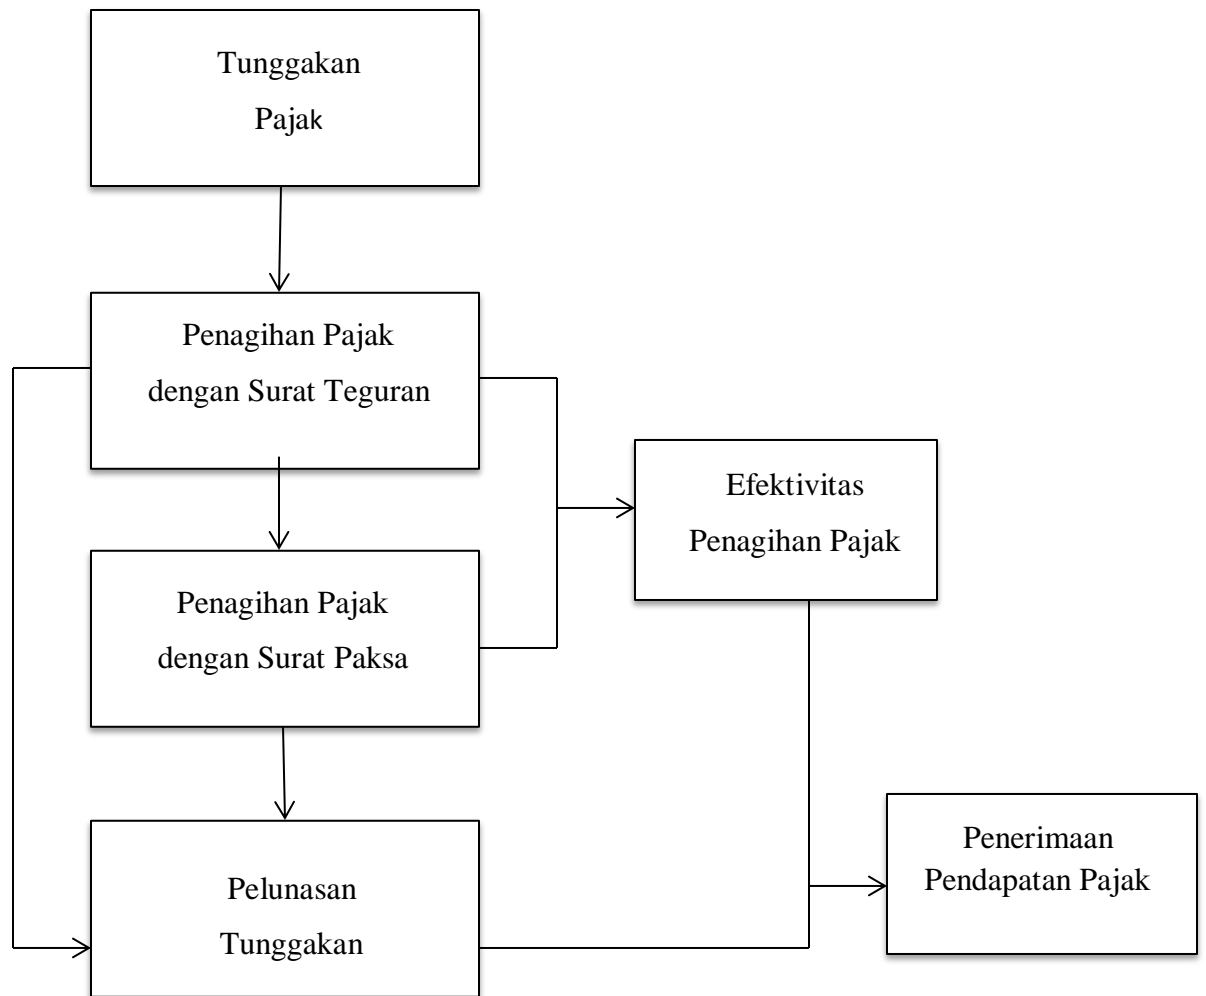 Tunggakan
Pajak
Penagihan Pajak
dengan Surat Teguran
Efektivitas
Penagihan Pajak
Penagihan Pajak
dengan Surat Paksa
Penerimaan
Pendapatan Pajak
Pelunasan
Tunggakan